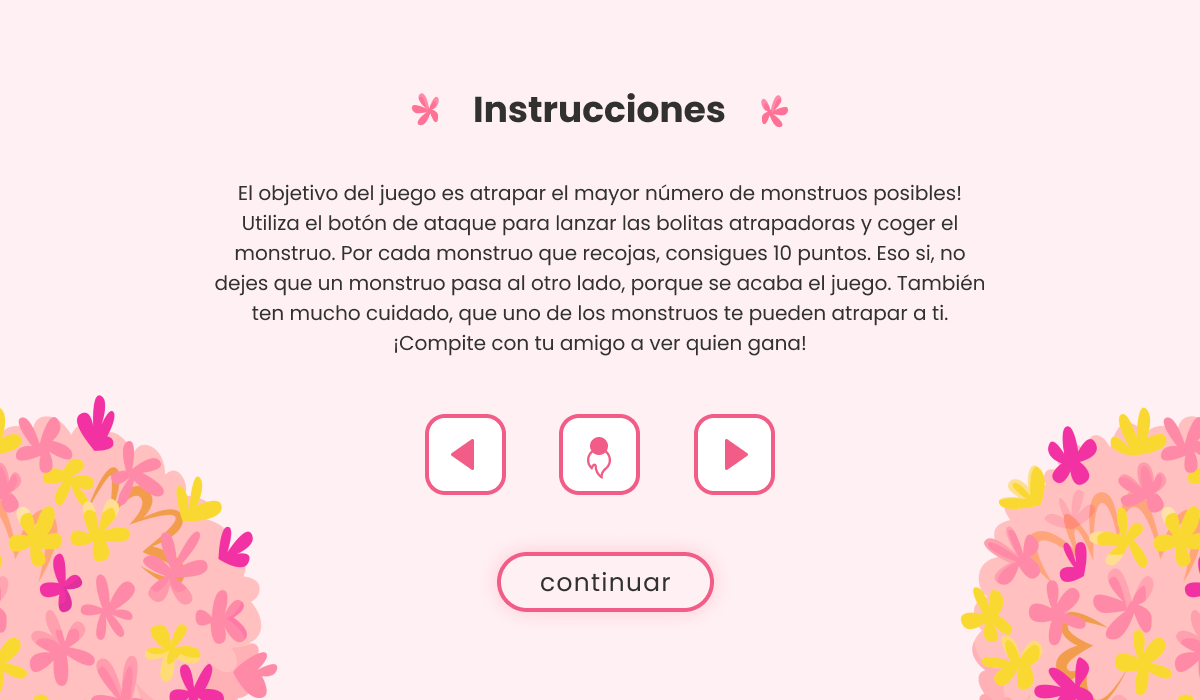 Instrucciones
El objetivo del juego es atrapar el mayor número de monstruos posibles!
Utiliza el botón de ataque para lanzar las bolitas atrapadoras y coger el
monstruo. Por cada monstruo que recojas, consigues 10 puntos. Eso si, no
dejes que un monstruo pasa al otro lado, porque se acaba el juego. También
ten mucho cuidado, que uno de los monstruos te pueden atrapar a ti.
¡Compite con tu amigo a ver quien gana!
continuar